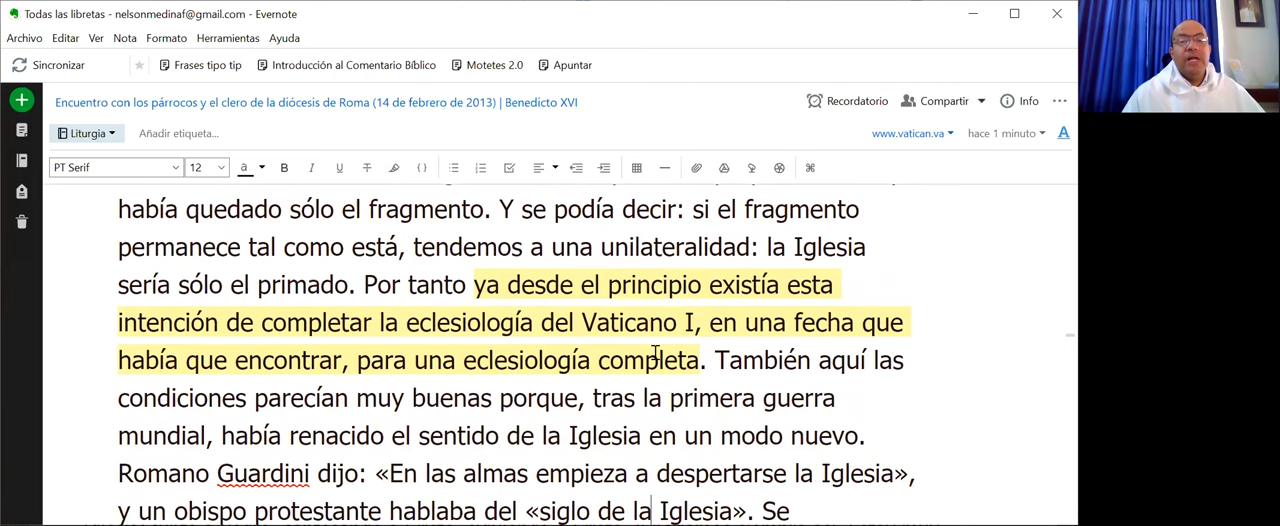 Todas las libretas - nelsonmedinaf@gmail.com - Evernote
Archivo Editar Ver Nota Formato Herramientas Ayuda
Sincronizar Frases tipo tip Introducción al Comentario Bíblico Motetes 2.0 Apuntar
Encuentro con los párrocos y el clero de la diócesis de Roma (14 de febrero de 2013) | Benedicto XVI Recordatorio Compartir Info
Liturgia Añadir etiqueta... www.vatican.va hace 1 minuto A
PT Serif 12 a B I U T { }
había quedado sólo el fragmento. Y se podía decir: si el fragmento
permanece tal como está, tendemos a una unilateralidad: la Iglesia
sería sólo el primado. Por tanto ya desde el principio existía esta
intención de completar la eclesiología del Vaticano I, en una fecha que
había que encontrar, para una eclesiología completa. También aquí las
condiciones parecían muy buenas porque, tras la primera guerra
mundial, había renacido el sentido de la Iglesia en un modo nuevo.
Romano Guardini dijo: «En las almas empieza a despertarse la Iglesia»,
y un obispo protestante hablaba del «siglo de la Iglesia». Se